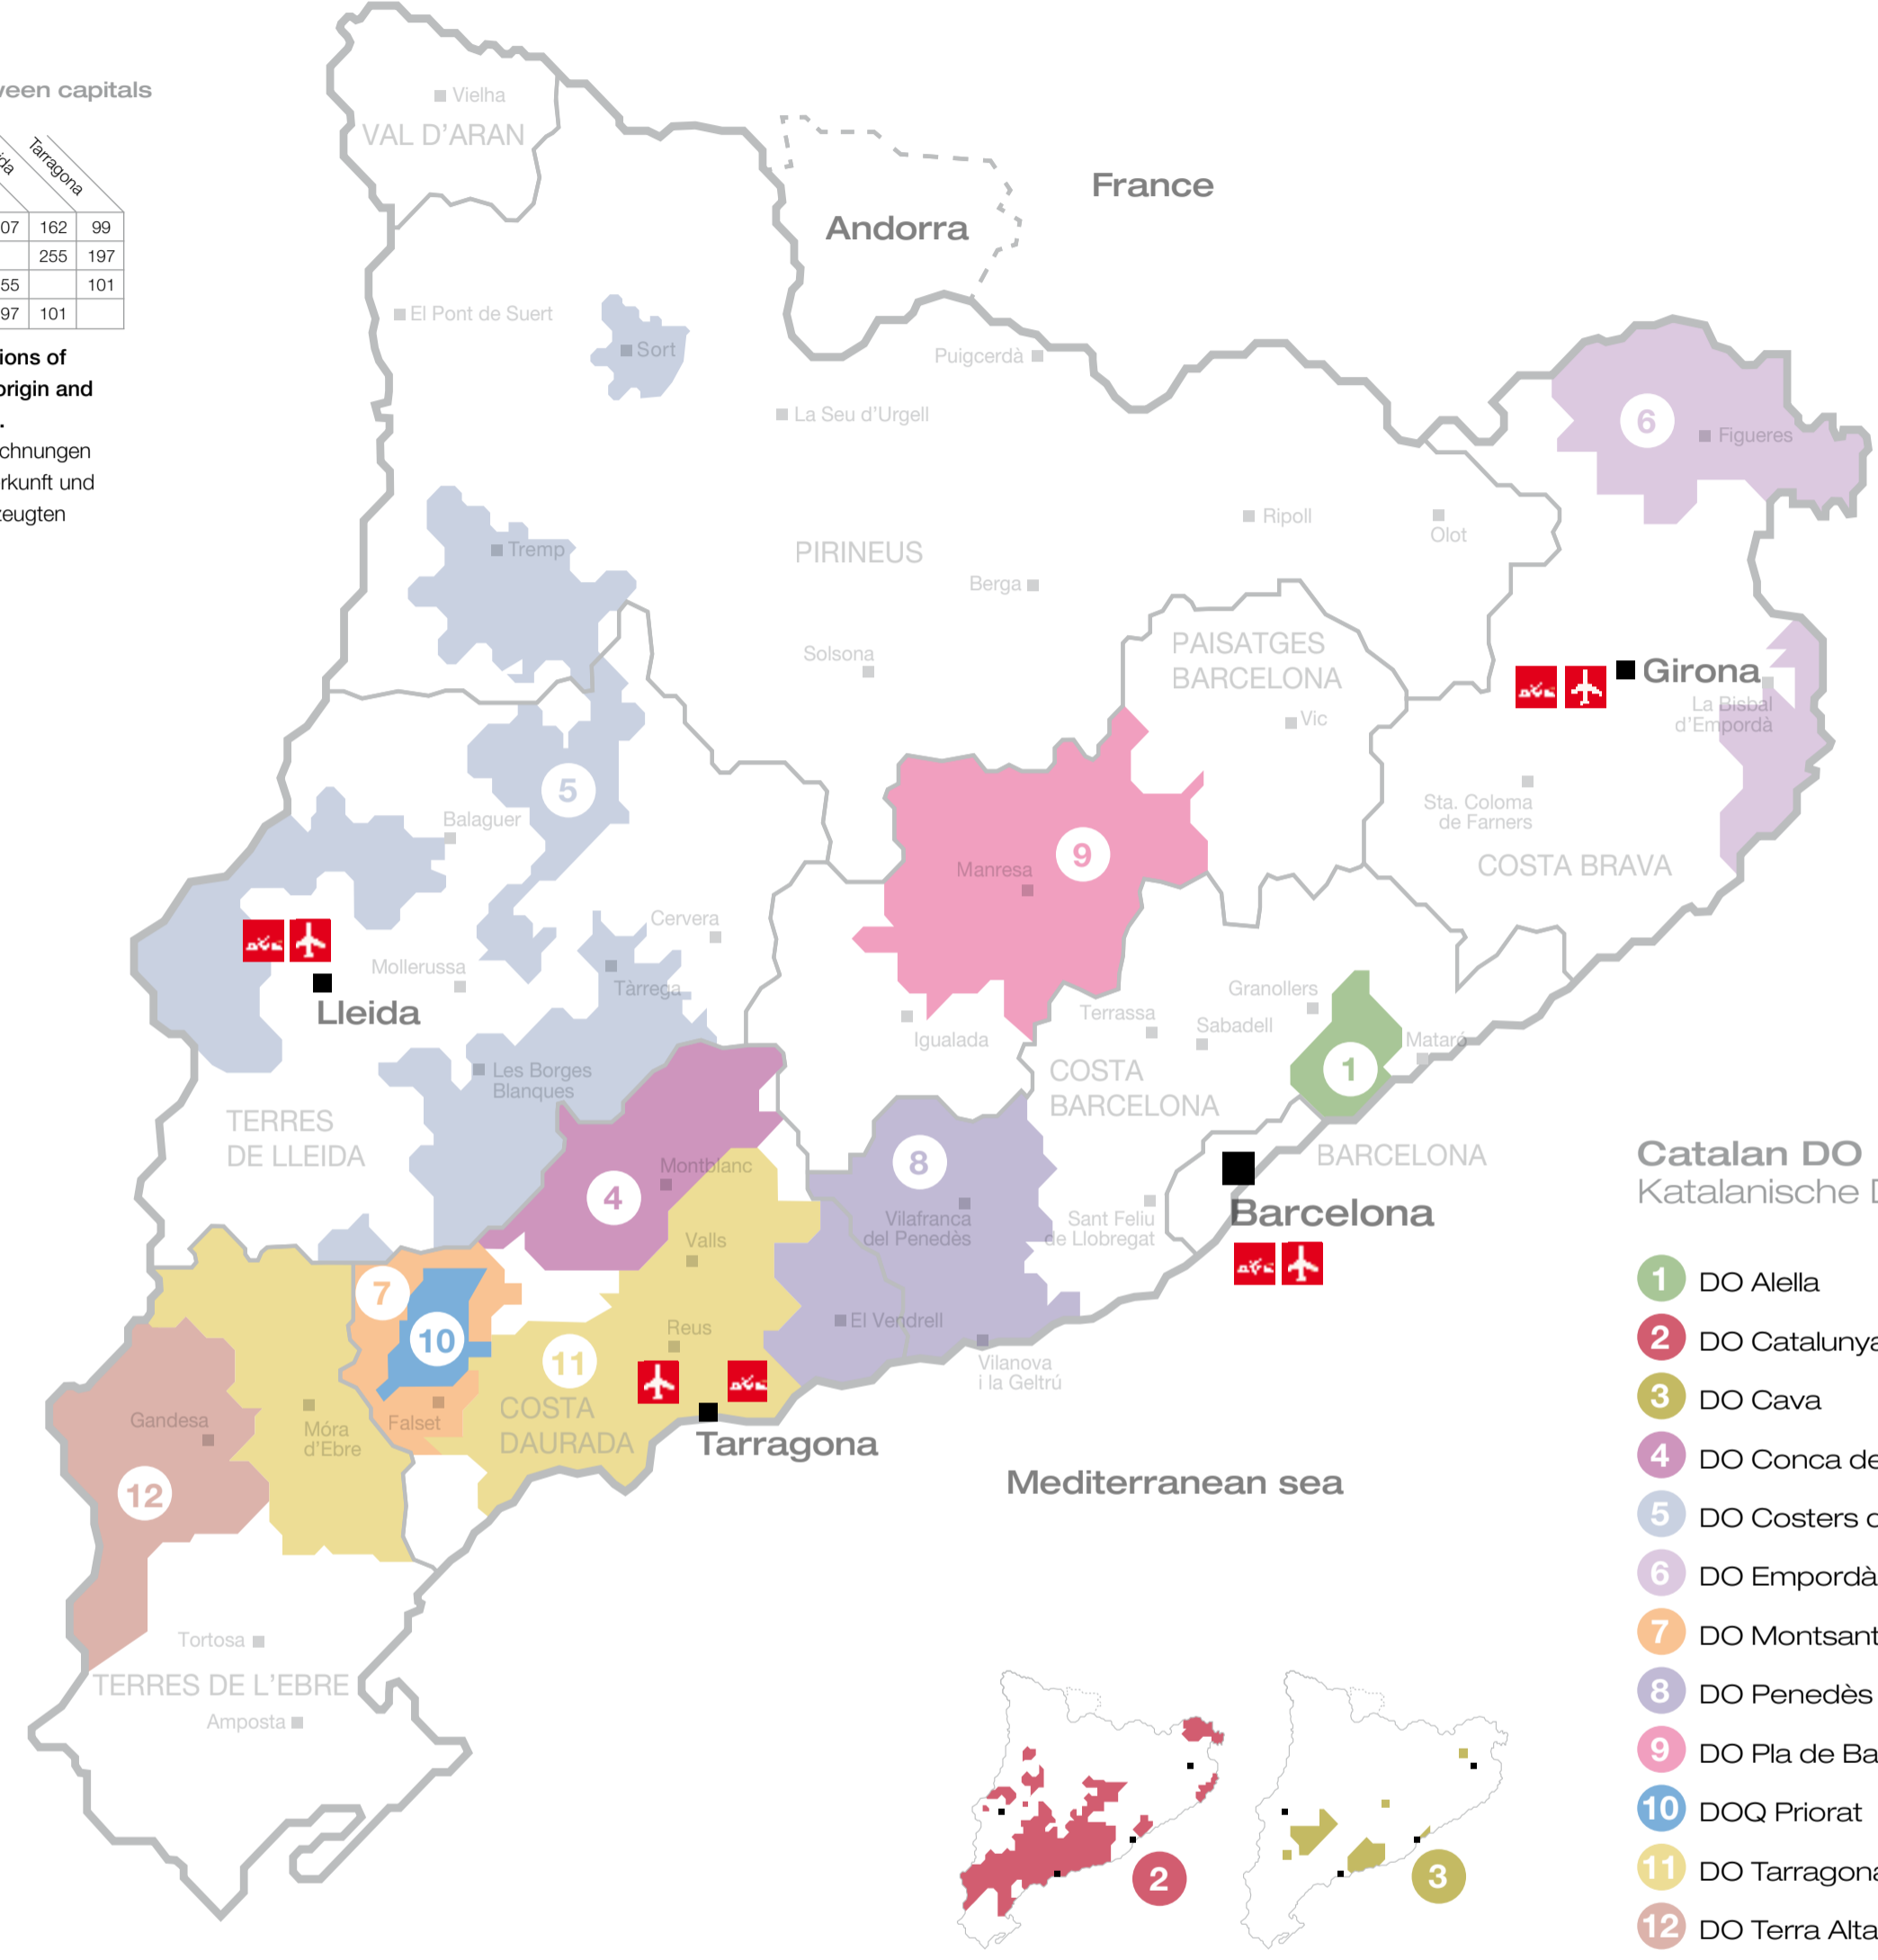 ween capitals
ida
Tarragona
07 162 99
255 197
55 101
97 101
ions of
origin and
.
chnungen
rkunft und
zeugten
Vielha
VAL D'ARAN
France
Andorra
El Pont de Suert
Sort
Puigcerdà
La Seu d'Urgell
6
Figueres
Ripoll
Olot
Tremp
PIRINEUS
Berga
Solsona
PAISATGES
BARCELONA
Vic
Girona
La Bisbal
d'Empordà
5
Balaguer
Sta. Coloma
de Farners
COSTA BRAVA
9
Manresa
Cervera
Mollerussa
Tàrrega
Lleida
Granollers
Terrassa
Sabadell
Igualada
Mataró
1
Les Borges
Blanques
COSTA
BARCELONA
TERRES
DE LLEIDA
BARCELONA
Barcelona
8
Montblanc
4
Vilafranca
del Penedès
Sant Feliu
de Llobregat
Valls
7
10
El Vendrell
Reus
11
Vilanova
i la Geltrú
COSTA
DAURADA
Falset
Móra
d'Ebre
Gandesa
Tarragona
12
Mediterranean sea
Tortosa
TERRES DE L'EBRE
Amposta
2
3
Catalan DO
Katalanische D
1 DO Alella
2 DO Catalunya
3 DO Cava
4 DO Conca de
5 DO Costers d
6 DO Empordà
7 DO Montsant
8 DO Penedès
9 DO Pla de Ba
10 DOQ Priorat
11 DO Tarragona
12 DO Terra Alta